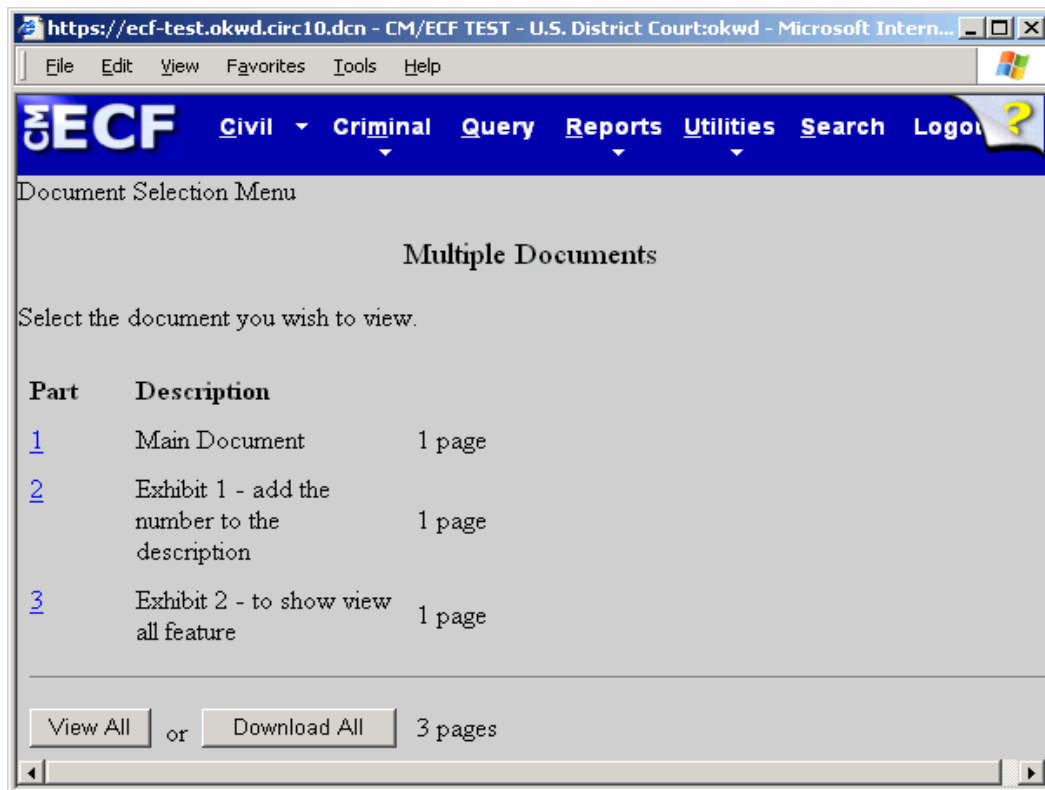 https://ecf-test.okwd.circ10.dcn - CM/ECF TEST - U.S. District Court:okwd - Microsoft Intern...
File Edit View Favorites Tools Help
CM ECF Civil Criminal Query Reports Utilities Search Logou ?
Document Selection Menu
Multiple Documents
Select the document you wish to view.
Part Description
1 Main Document 1 page
2 Exhibit 1 - add the
number to the 1 page
description
3 Exhibit 2 - to show view
all feature 1 page
View All or Download All 3 pages